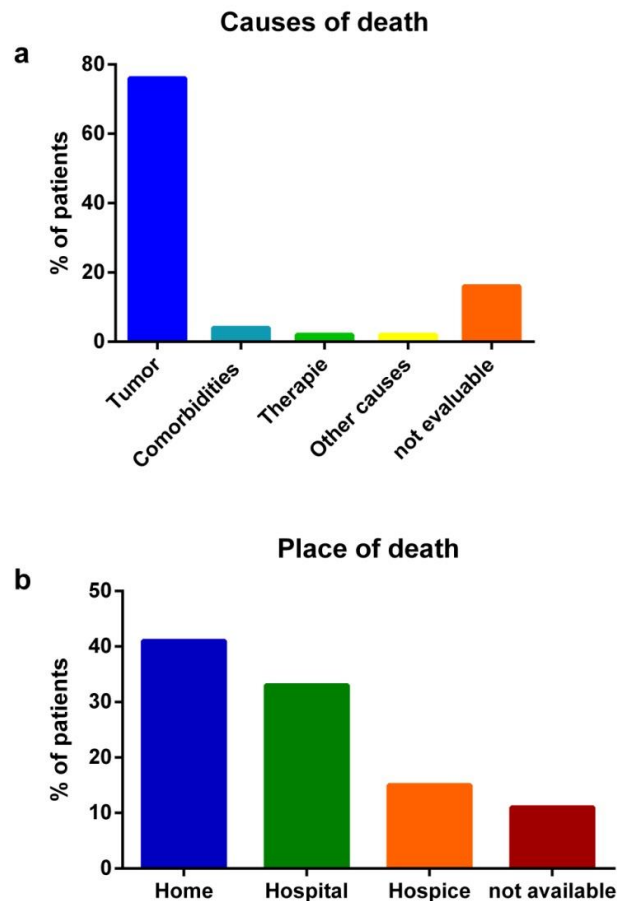 Causes of death
a
80
60
40
20
0
% of patients
Tumor
Comorbidities
Therapie
Other causes
not evaluable
Place of death
b
50
40
30
20
10
0
% of patients
Home Hospital Hospice not available